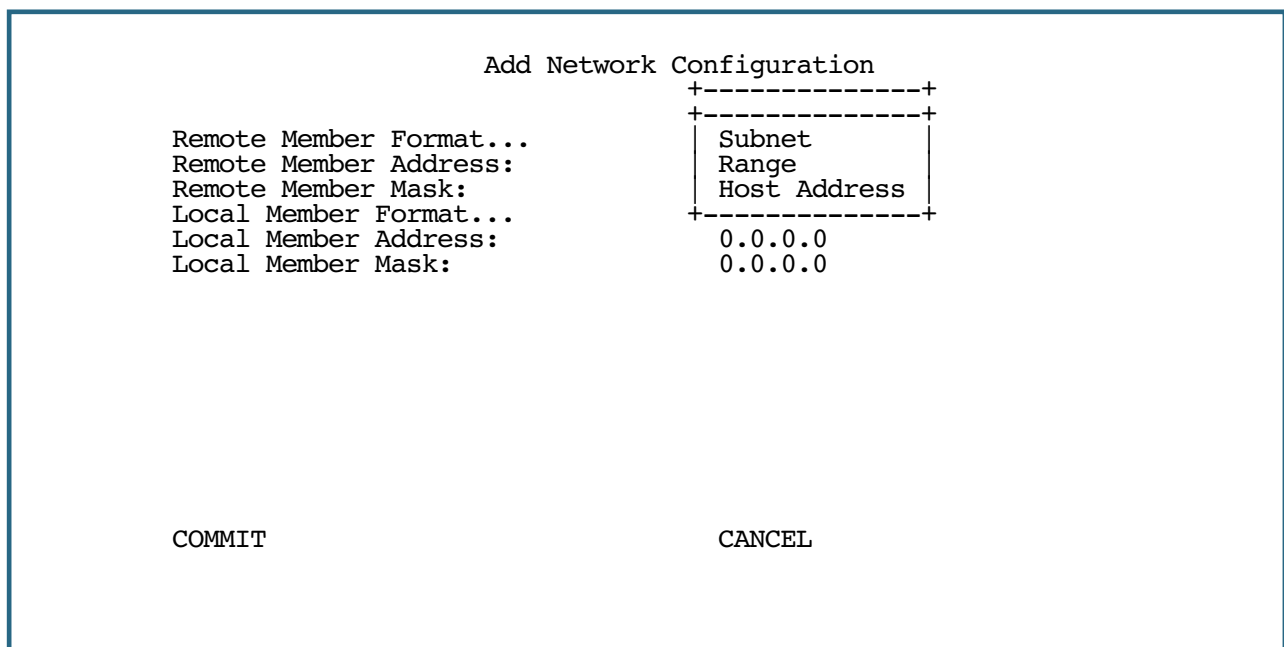 Add Network Configuration
+--------------+
+--------------+
Remote Member Format... | Subnet |
Remote Member Address: | Range |
Remote Member Mask: | Host Address |
Local Member Format... +--------------+
Local Member Address: 0.0.0.0
Local Member Mask: 0.0.0.0
COMMIT CANCEL